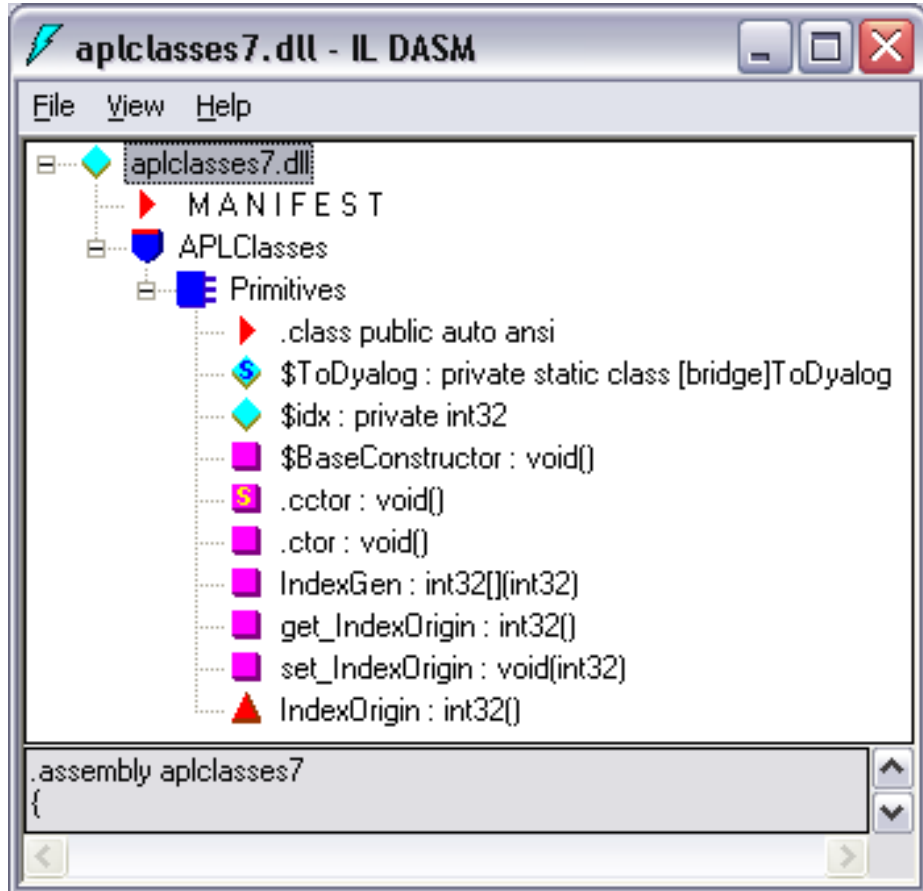 aplclasses7.dll - IL DASM
File View Help
aplclasses7.dll
M A N I F E S T
APLClasses
Primitives
.class public auto ansi
S $ToDyalog : private static class [bridge]ToDyalog
$idx : private int32
$BaseConstructor : void()
S .cctor : void()
.ctor : void()
IndexGen : int32[](int32)
get_IndexOrigin : int32()
set_IndexOrigin : void(int32)
IndexOrigin : int32()
.assembly aplclasses7
{